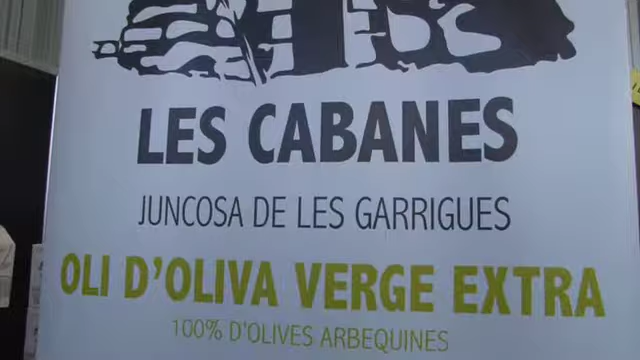 LES CABANES
JUNCOSA DE LES GARRIGUES
OLI D'OLIVA VERGE EXTRA
100% D'OLIVES ARBEQUINES